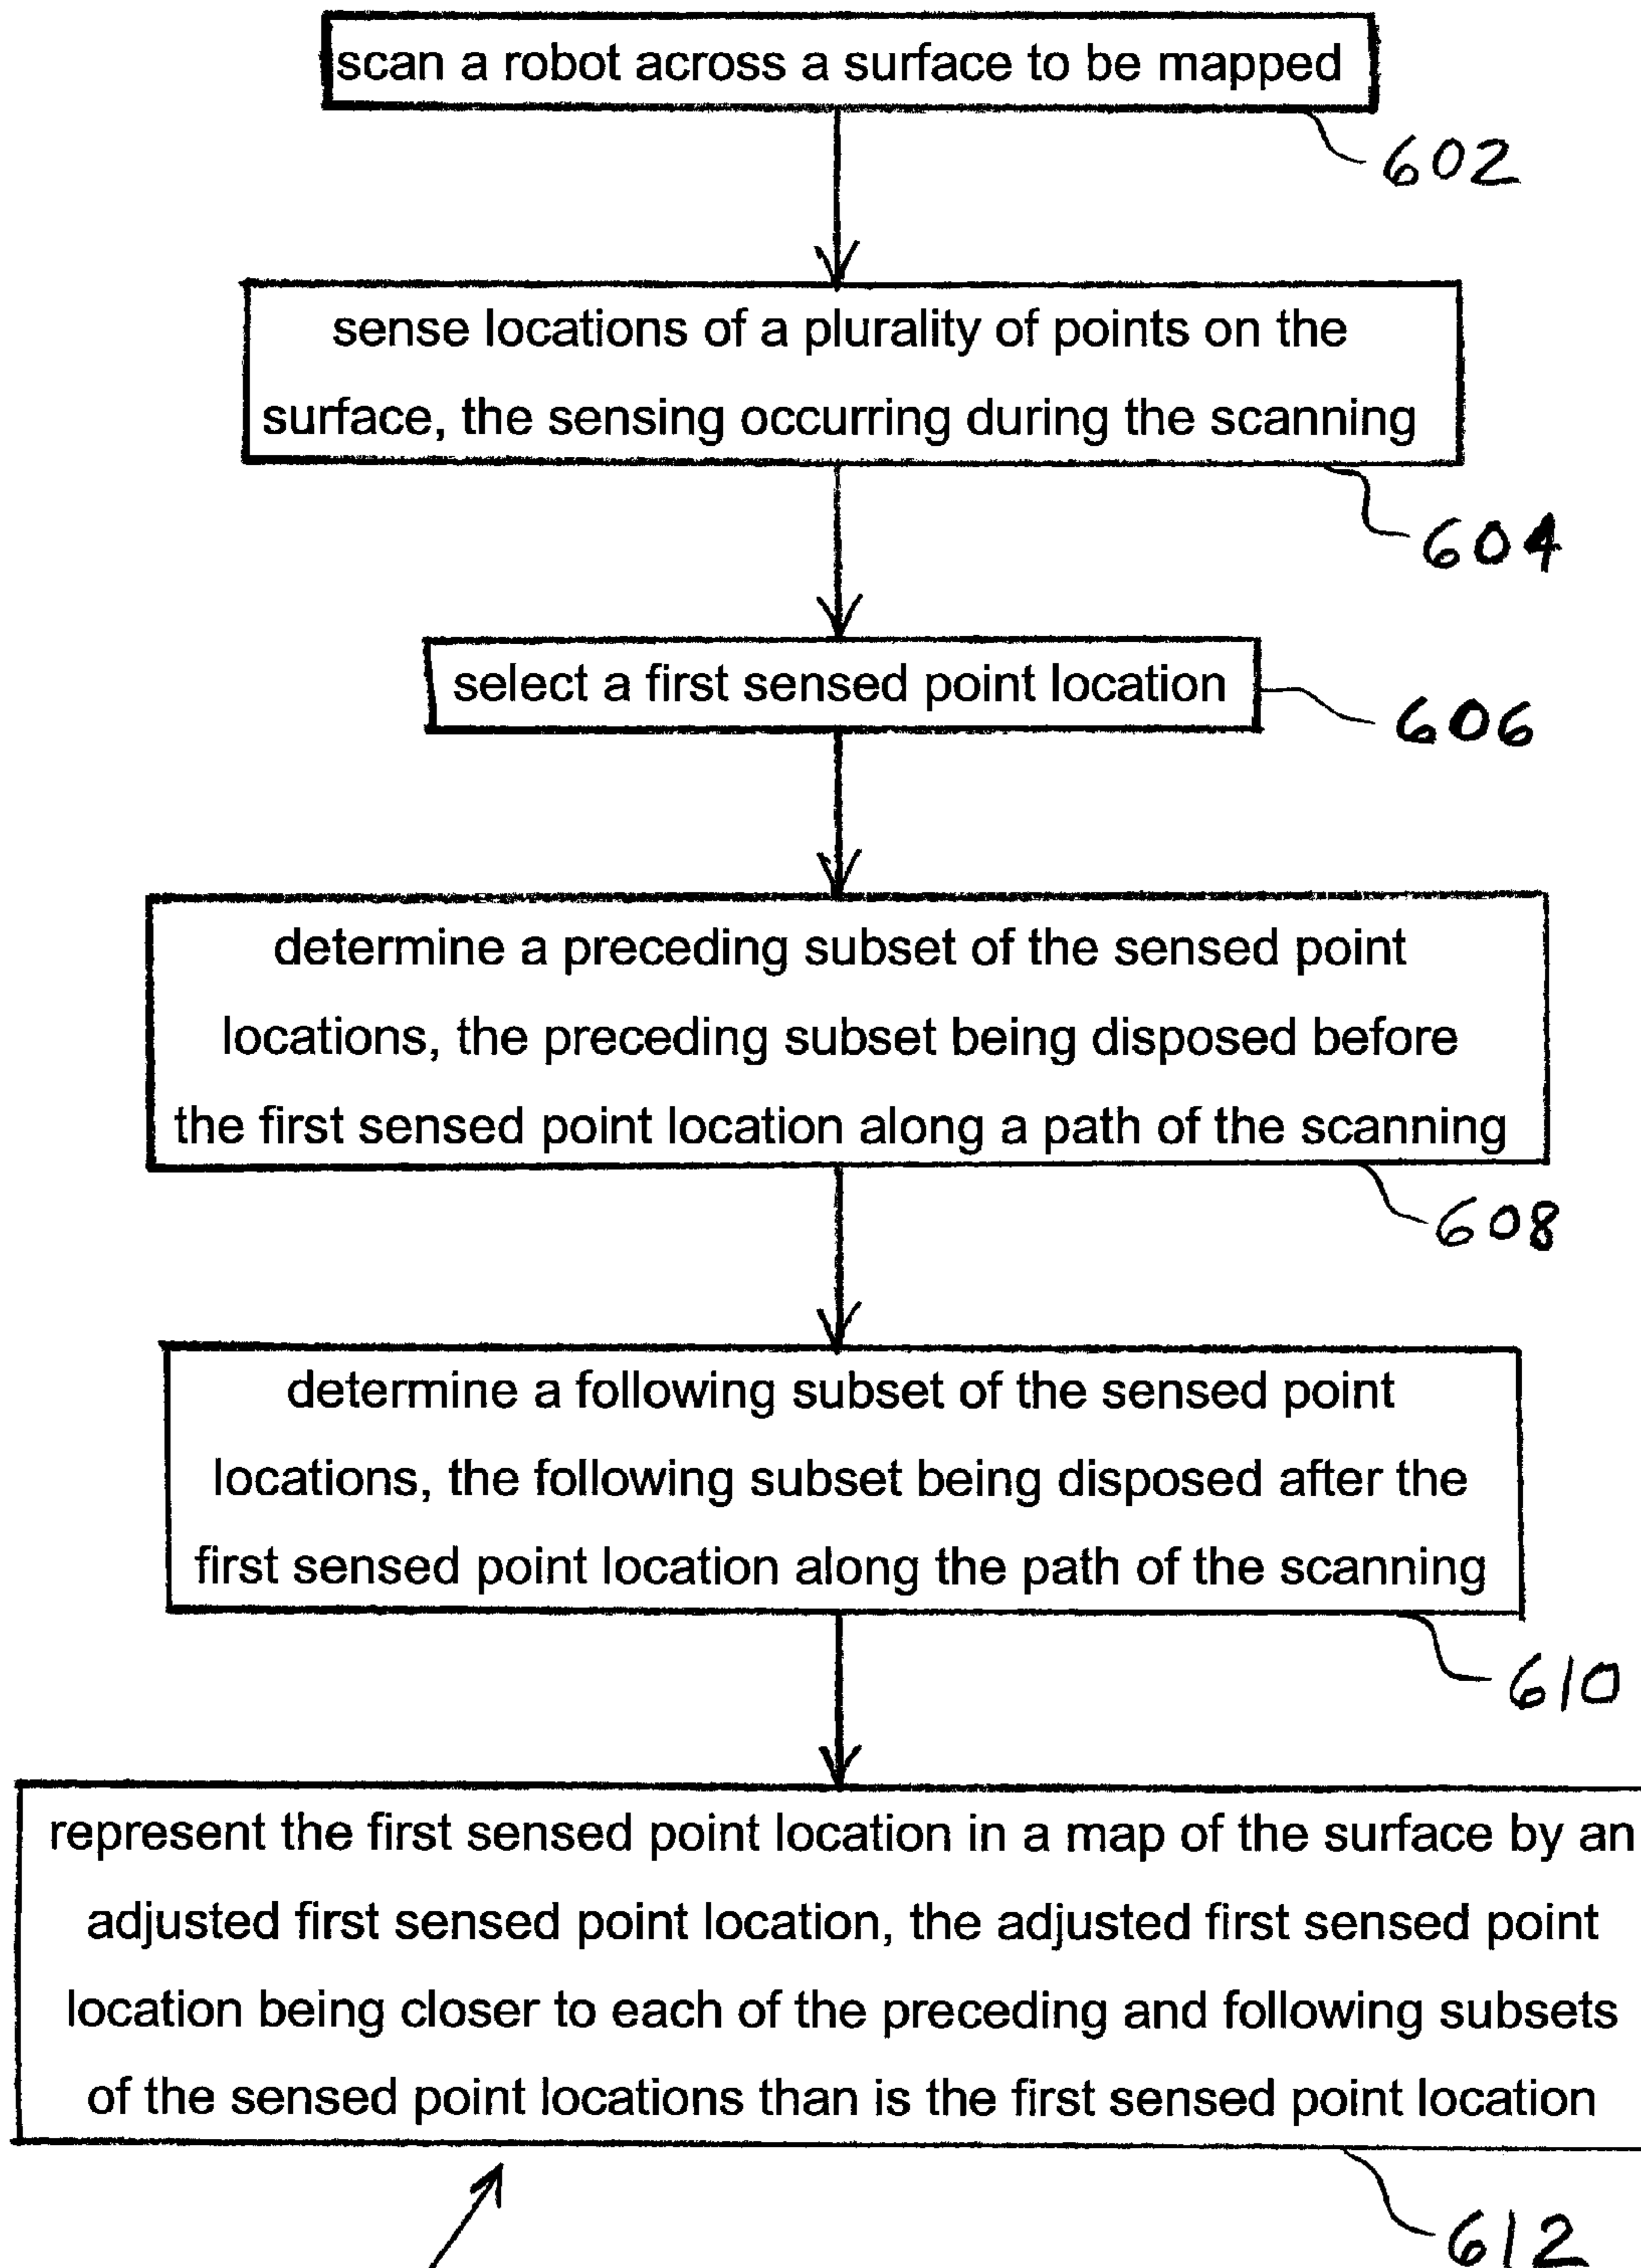 scan a robot across a surface to be mapped
602
sense locations of a plurality of points on the
surface, the sensing occurring during the scanning
604
select a first sensed point location
606
determine a preceding subset of the sensed point
locations, the preceding subset being disposed before
the first sensed point location along a path of the scanning
608
determine a following subset of the sensed point
locations, the following subset being disposed after the
first sensed point location along the path of the scanning
610
represent the first sensed point location in a map of the surface by an
adjusted first sensed point location, the adjusted first sensed point
location being closer to each of the preceding and following subsets
of the sensed point locations than is the first sensed point location
612